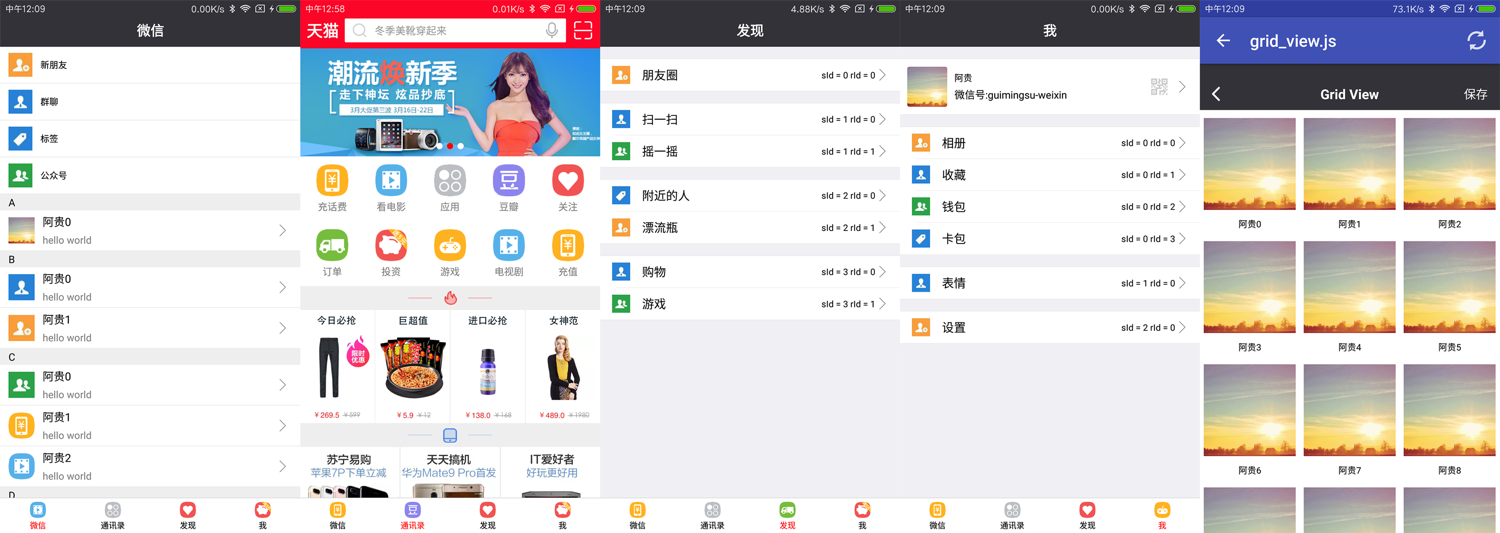 中午12:09
0.00K/s
微信
新朋友
群聊
标签
公众号
A
阿贵0
hello world
B
阿贵0
hello world
阿贵1
hello world
C
阿贵0
hello world
阿贵1
hello world
阿贵2
hello world
D
微信
通讯录
发现
我
中午12:58
0.01K/s
天猫
冬季美靴穿起来
潮流焕新季
走下神坛 炫品抄底
3月大促第三波 3月16日-22日
充话费
看电影
应用
豆瓣
关注
订单
投资
游戏
电视剧
充值
今日必抢
巨超值
进口必抢
女神范
限时
优惠
¥269.5 ¥599
¥5.9 ¥12
¥138.0 ¥168
¥489.0 ¥1980
苏宁易购
苹果7P下单立减
天天搞机
华为Mate9 Pro首发
IT爱好者
好玩更好用
微信
通讯录
发现
我
中午12:09
4.88K/s
发现
朋友圈
sId = 0 rId = 0
扫一扫
sId = 1 rId = 0
摇一摇
sId = 1 rId = 1
附近的人
sId = 2 rId = 0
漂流瓶
sId = 2 rId = 1
购物
sId = 3 rId = 0
游戏
sId = 3 rId = 1
微信
通讯录
发现
我
中午12:09
0.00K/s
我
阿贵
微信号:guimingsu-weixin
相册
sId = 0 rId = 0
收藏
sId = 0 rId = 1
钱包
sId = 0 rId = 2
卡包
sId = 0 rId = 3
表情
sId = 1 rId = 0
设置
sId = 2 rId = 0
微信
通讯录
发现
我
中午12:09
73.1K/s
grid_view.js
Grid View
保存
阿贵0
阿贵1
阿贵2
阿贵3
阿贵4
阿贵5
阿贵6
阿贵7
阿贵8